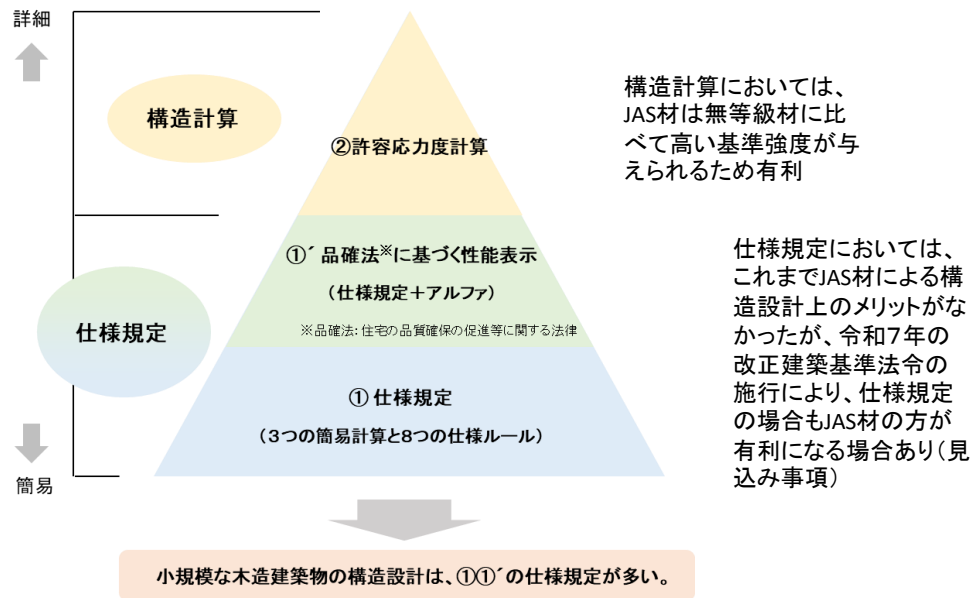 詳細
構造計算
②許容応力度計算
構造計算においては、
JAS材は無等級材に比
べて高い基準強度が与
えられるため有利
①´品確法※に基づく性能表示
(仕様規定+アルファ)
※品確法:住宅の品質確保の促進等に関する法律
仕様規定
仕様規定においては、
これまでJAS材による構
造設計上のメリットがな
かったが、令和7年の
改正建築基準法令の
施行により、仕様規定
の場合もJAS材の方が
有利になる場合あり(見
込み事項)
①仕様規定
(3つの簡易計算と8つの仕様ルール)
簡易
小規模な木造建築物の構造設計は、①①´の仕様規定が多い。